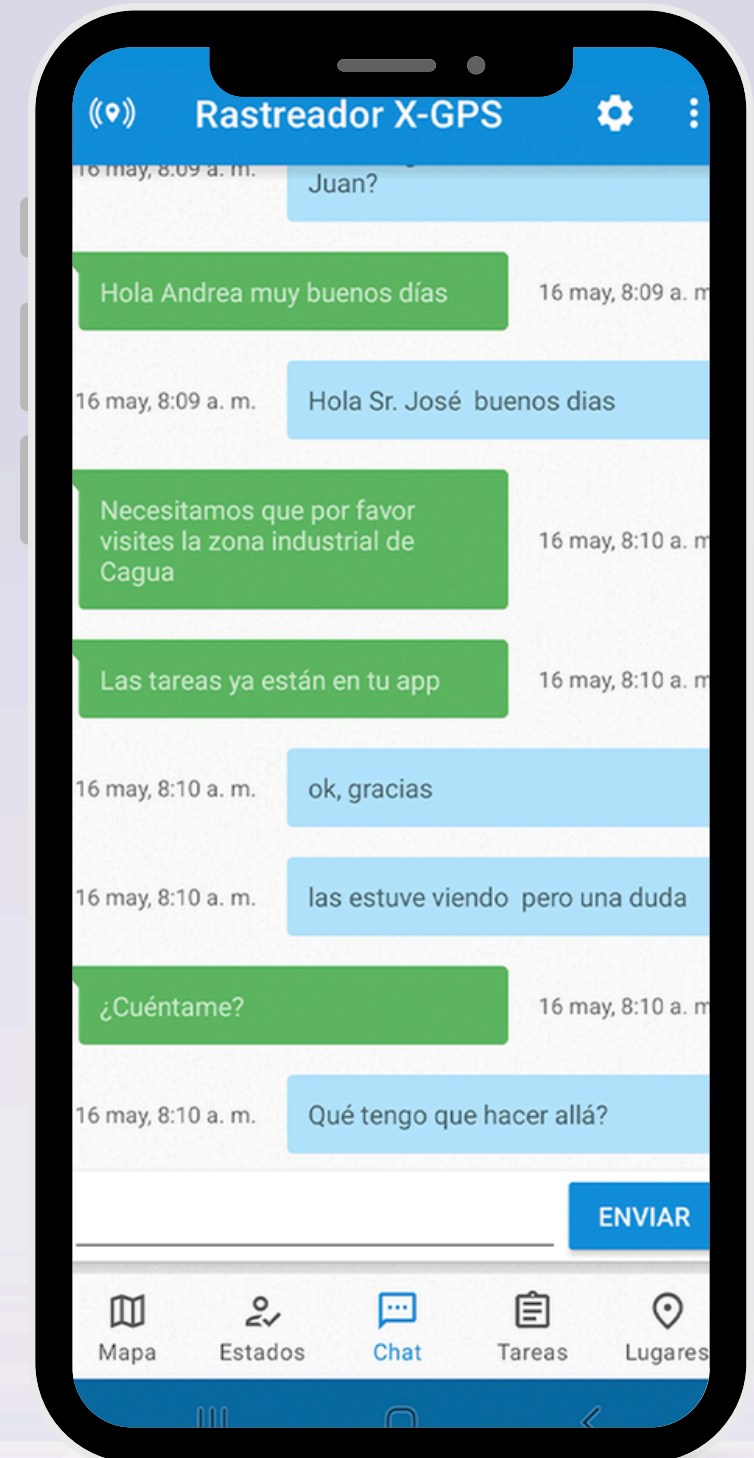 Rastreador X-GPS
16 may, 8:09 a. m.
Juan?
Hola Andrea muy buenos días
16 may, 8:09 a. m
16 may, 8:09 a. m.
Hola Sr. José  buenos dias
Necesitamos que por favor
visites la zona industrial de
Cagua
16 may, 8:10 a. m
Las tareas ya están en tu app
16 may, 8:10 a. m
16 may, 8:10 a. m.
ok, gracias
16 may, 8:10 a. m.
las estuve viendo  pero una duda
¿Cuéntame?
16 may, 8:10 a. m
16 may, 8:10 a. m.
Qué tengo que hacer allá?
ENVIAR
Mapa
Estados
Chat
Tareas
Lugares